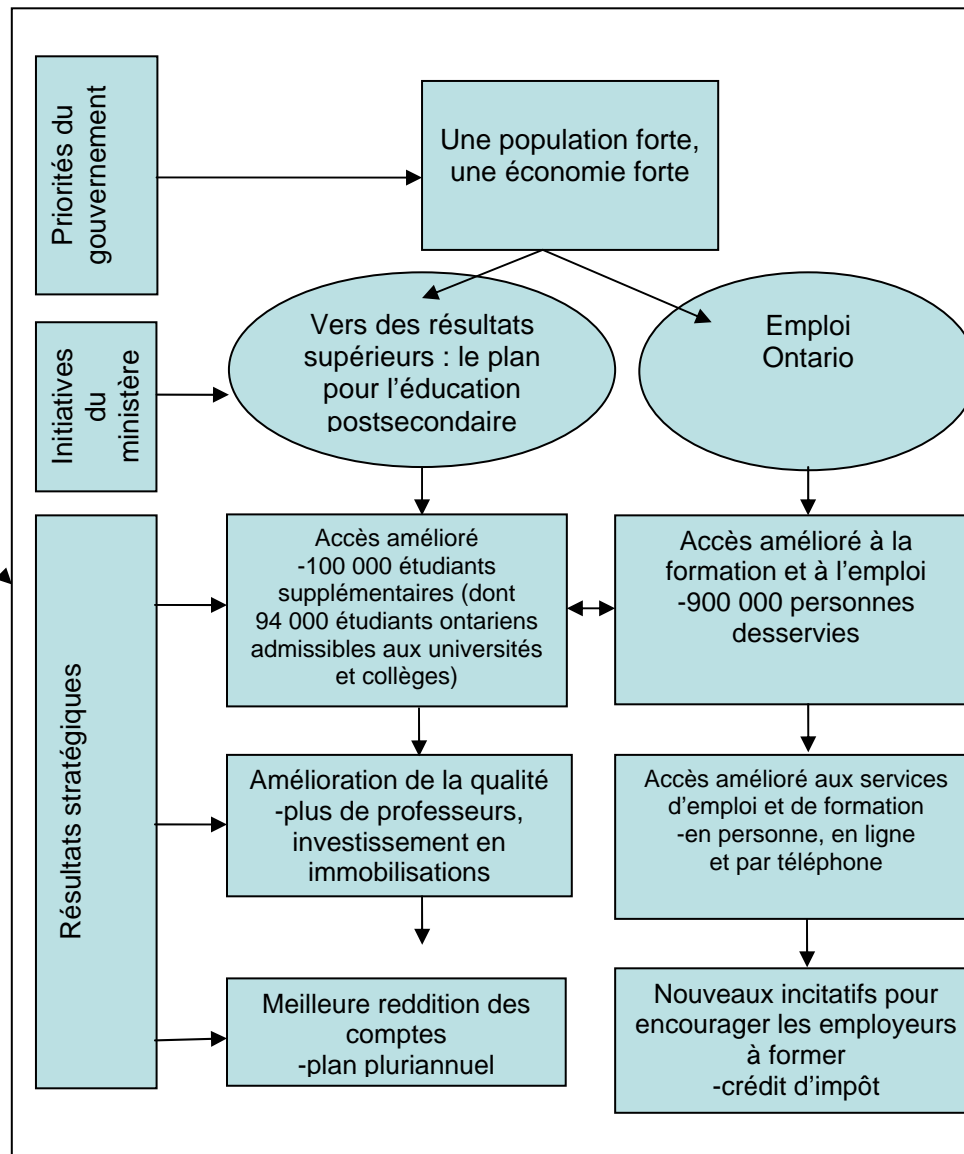 Priorités du
gouvernement
Une population forte,
une économie forte
Initiatives
du
ministère
Vers des résultats
supérieurs : le plan
pour l’éducation
postsecondaire
Emploi
Ontario
Résultats stratégiques
Accès amélioré
-100 000 étudiants
supplémentaires (dont
94 000 étudiants ontariens
admissibles aux universités
et collèges)
Accès amélioré à la
formation et à l’emploi
-900 000 personnes
desservies
Amélioration de la qualité
-plus de professeurs,
investissement en
immobilisations
Accès amélioré aux services
d’emploi et de formation
-en personne, en ligne
et par téléphone
Meilleure reddition des
comptes
-plan pluriannuel
Nouveaux incitatifs pour
encourager les employeurs
à former
-crédit d’impôt